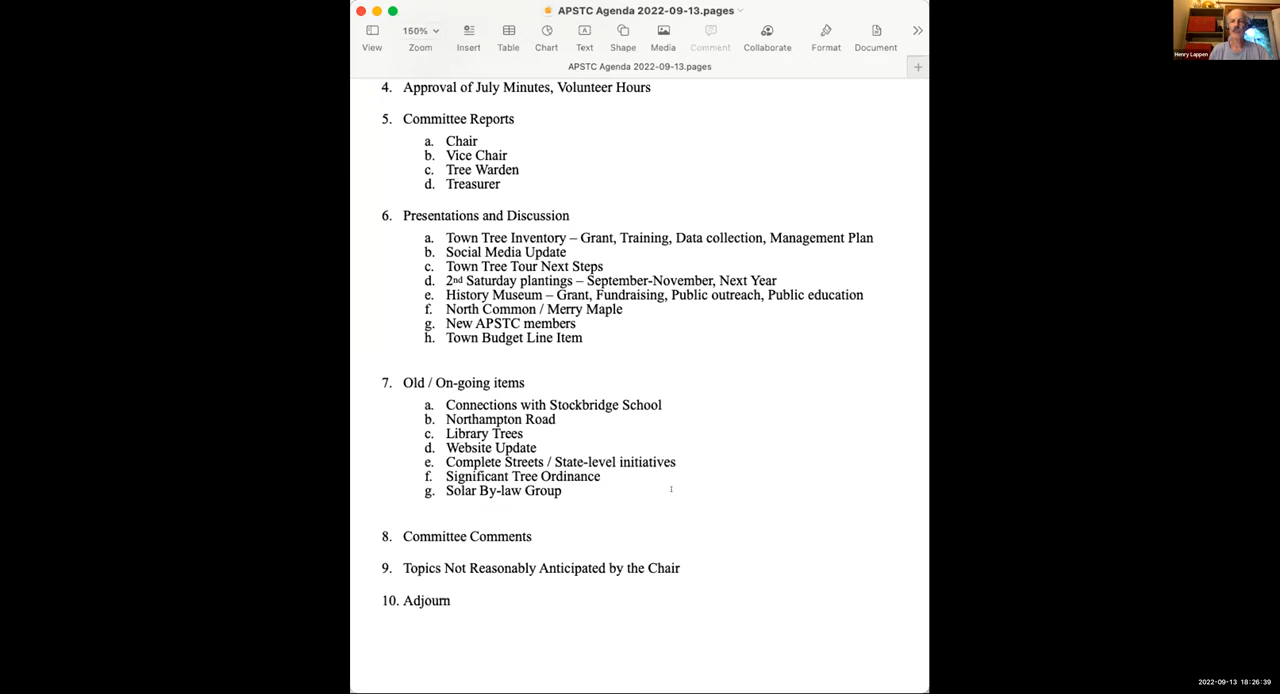 APSTC Agenda 2022-09-13.pages
150%
View Zoom Insert Table Chart Text Shape Media Comment Collaborate Format Document
APSTC Agenda 2022-09-13.pages
4. Approval of July Minutes, Volunteer Hours
5. Committee Reports
a. Chair
b. Vice Chair
c. Tree Warden
d. Treasurer
6. Presentations and Discussion
a. Town Tree Inventory – Grant, Training, Data collection, Management Plan
b. Social Media Update
c. Town Tree Tour Next Steps
d. 2nd Saturday plantings – September-November, Next Year
e. History Museum – Grant, Fundraising, Public outreach, Public education
f. North Common / Merry Maple
g. New APSTC members
h. Town Budget Line Item
7. Old / On-going items
a. Connections with Stockbridge School
b. Northampton Road
c. Library Trees
d. Website Update
e. Complete Streets / State-level initiatives
f. Significant Tree Ordinance
g. Solar By-law Group
8. Committee Comments
9. Topics Not Reasonably Anticipated by the Chair
10. Adjourn
Henry Lappen
2022-09-13 18:26:39